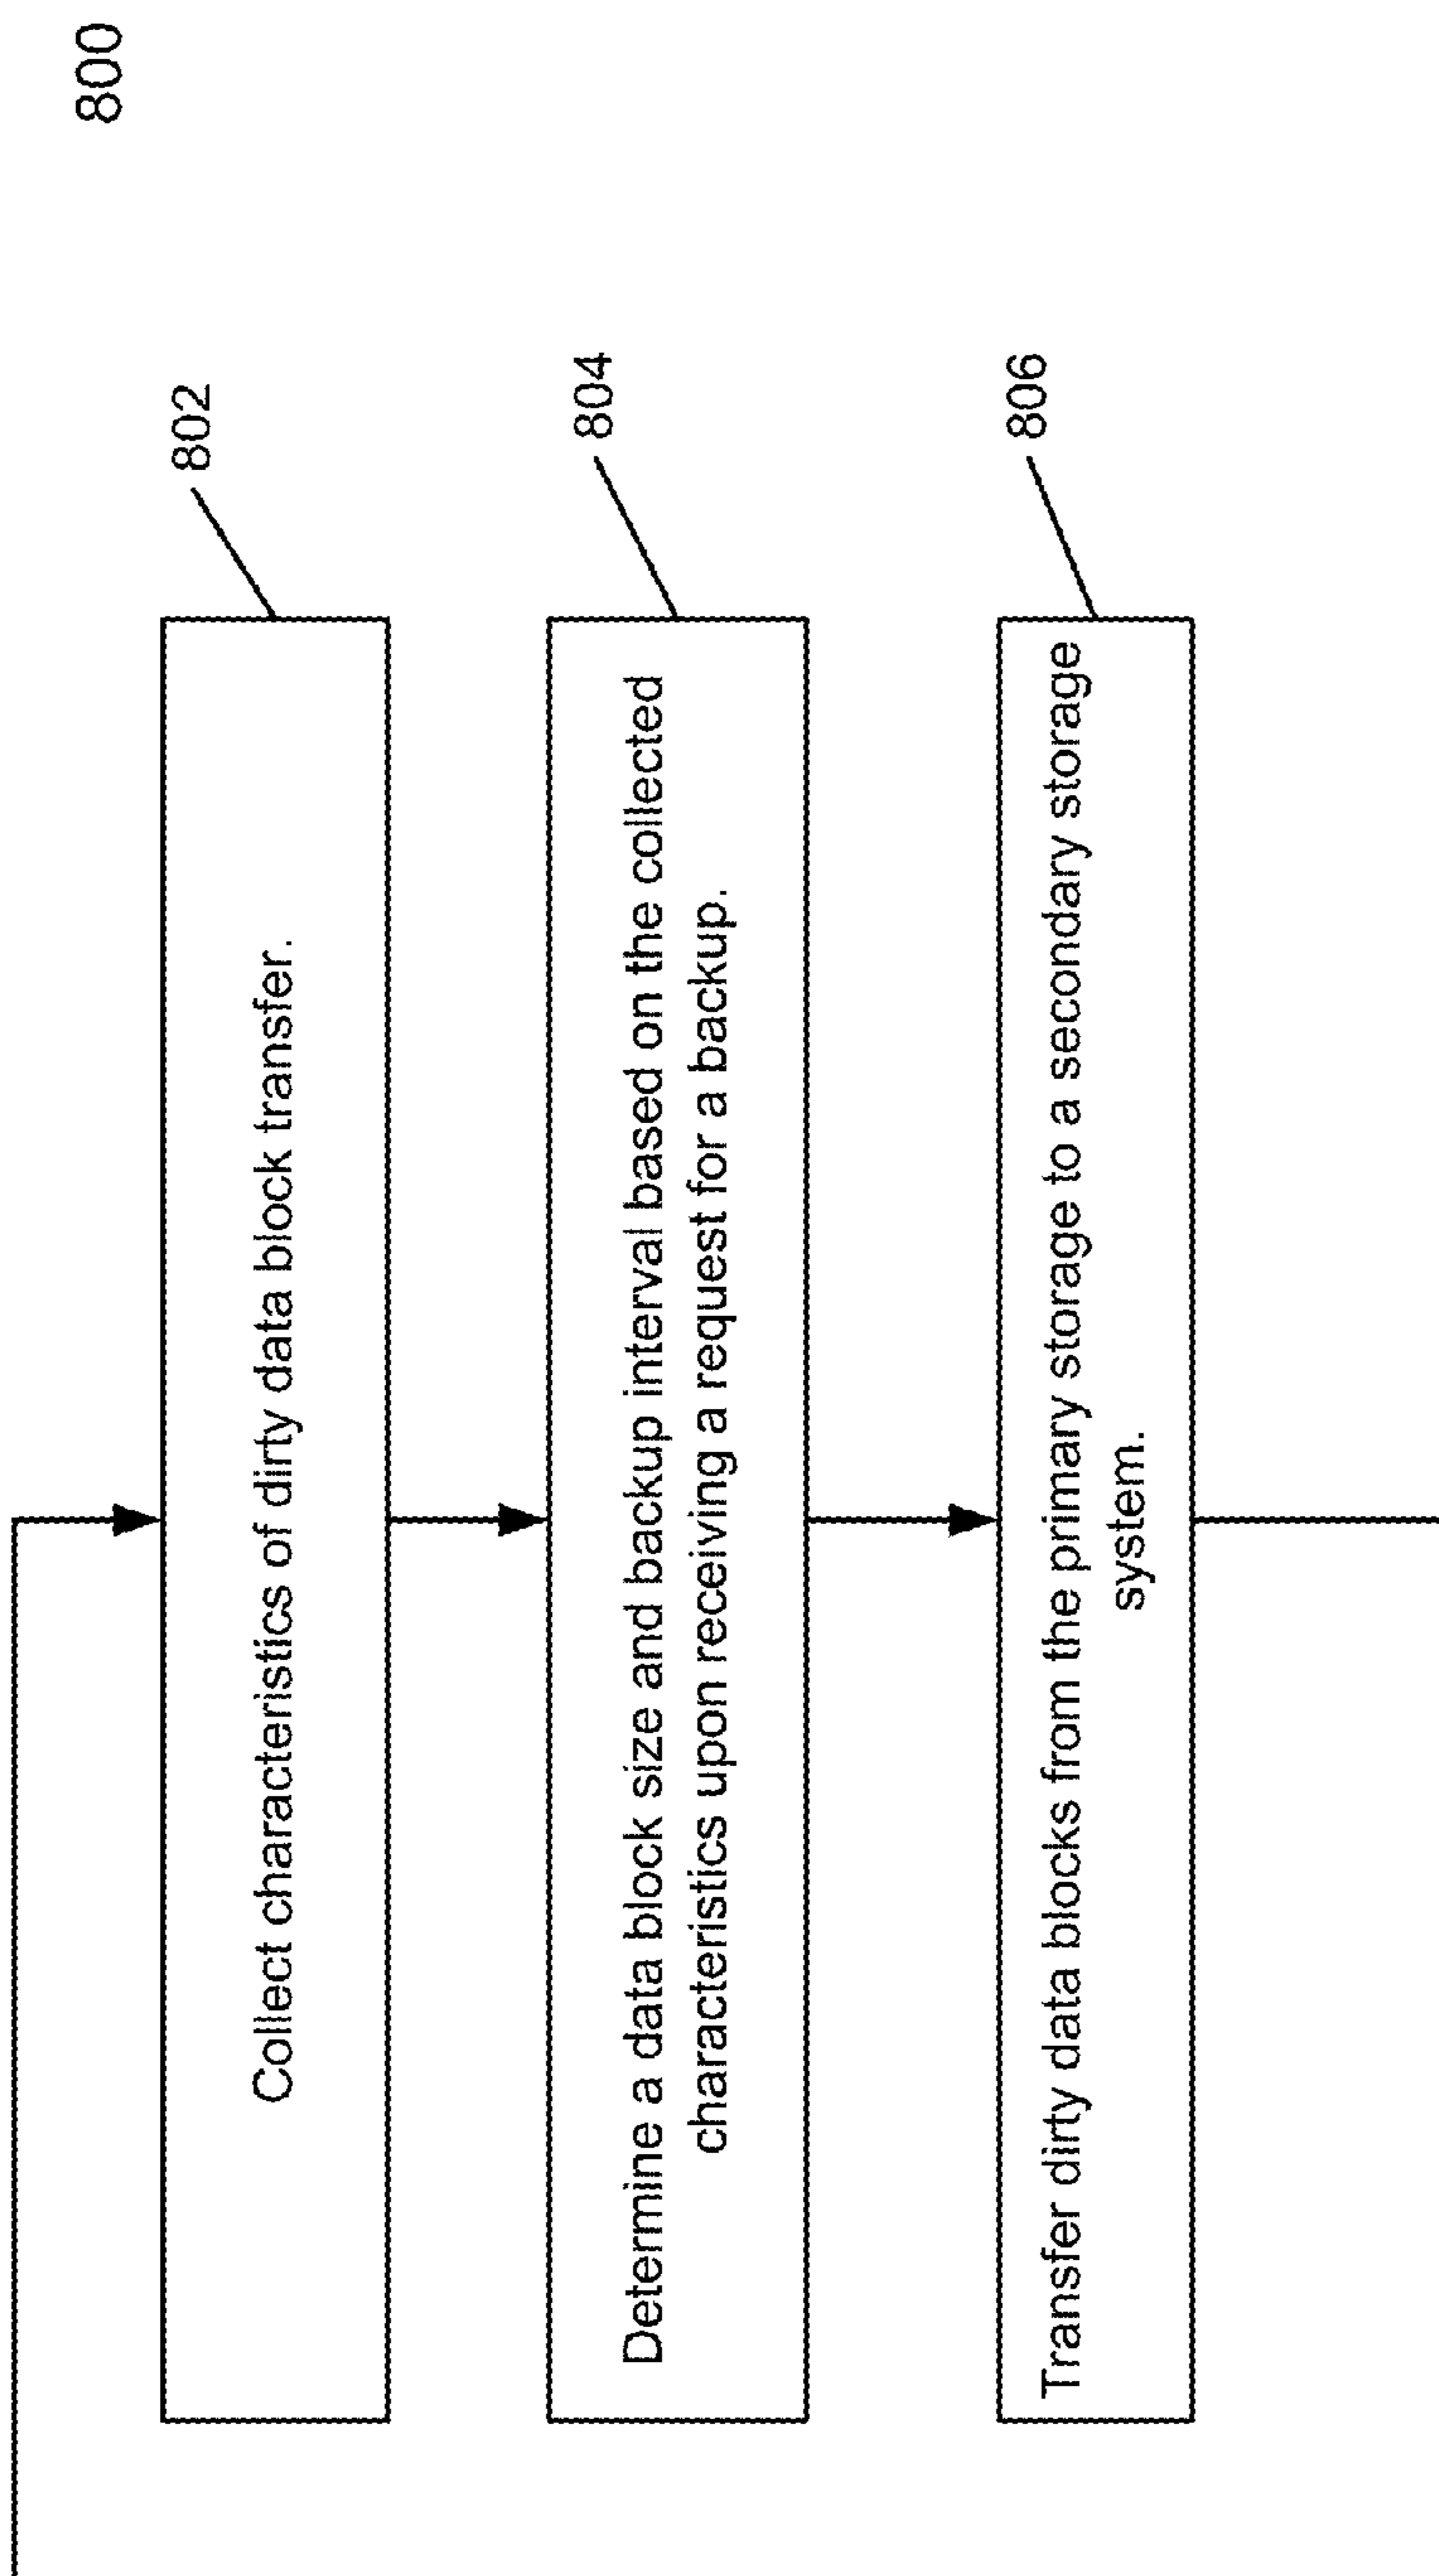 800
802
Collect characteristics of dirty data block transfer.
804
Determine a data block size and backup interval based on the collected
characteristics upon receiving a request for a backup.
806
Transfer dirty data blocks from the primary storage to a secondary storage
system.